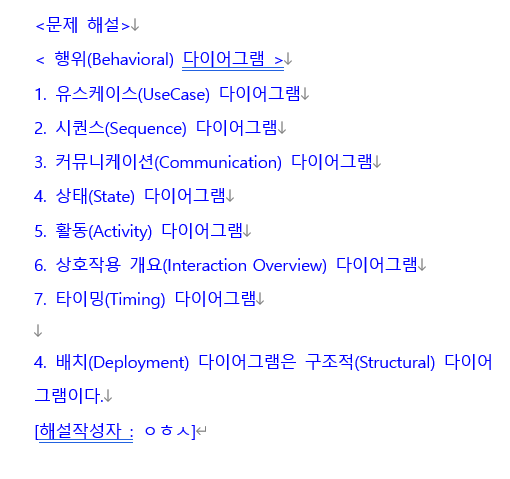 <문제 해설>↓
< 행위(Behavioral) 다이어그램 >↓
1. 유스케이스(UseCase) 다이어그램↓
2. 시퀀스(Sequence) 다이어그램↓
3. 커뮤니케이션(Communication) 다이어그램↓
4. 상태(State) 다이어그램↓
5. 활동(Activity) 다이어그램↓
6. 상호작용 개요(Interaction Overview) 다이어그램↓
7. 타이밍(Timing) 다이어그램↓
↓
4. 배치(Deployment) 다이어그램은 구조적(Structural) 다이어
그램이다.↓
[해설작성자 : ㅇㅎㅅ]↵